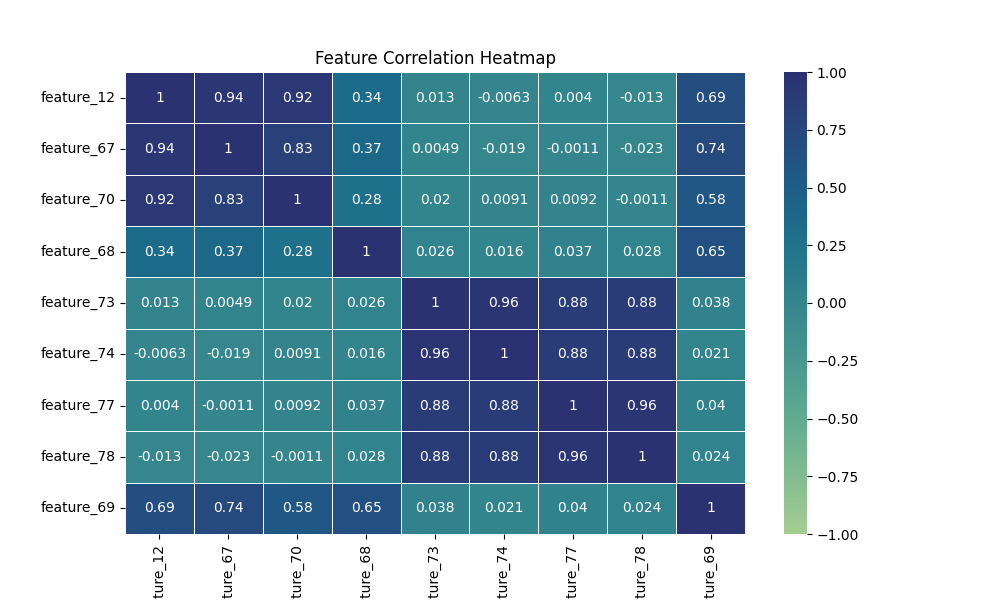 Feature Correlation Heatmap
feature_12 1 0.94 0.92 0.34 0.013 -0.0063 0.004 -0.013 0.69
feature_67 0.94 1 0.83 0.37 0.0049 -0.019 -0.0011 -0.023 0.74
feature_70 0.92 0.83 1 0.28 0.02 0.0091 0.0092 -0.0011 0.58
feature_68 0.34 0.37 0.28 1 0.026 0.016 0.037 0.028 0.65
feature_73 0.013 0.0049 0.02 0.026 1 0.96 0.88 0.88 0.038
feature_74 -0.0063 -0.019 0.0091 0.016 0.96 1 0.88 0.88 0.021
feature_77 0.004 -0.0011 0.0092 0.037 0.88 0.88 1 0.96 0.04
feature_78 -0.013 -0.023 -0.0011 0.028 0.88 0.88 0.96 1 0.024
feature_69 0.69 0.74 0.58 0.65 0.038 0.021 0.04 0.024 1
ture_12 ture_67 ture_70 ture_68 ture_73 ture_74 ture_77 ture_78 ture_69
1.00
0.75
0.50
0.25
0.00
−0.25
−0.50
−0.75
−1.00